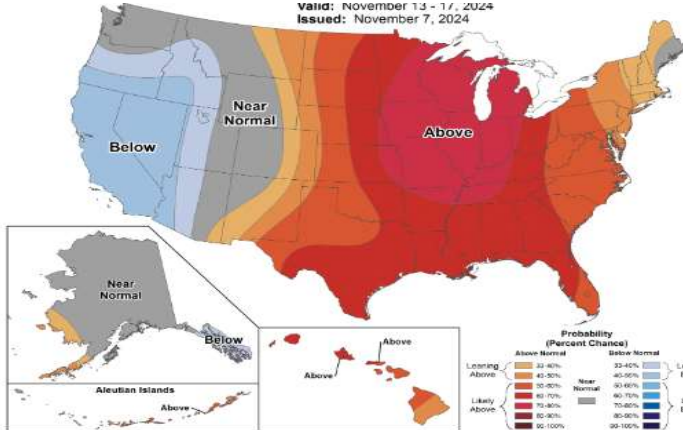 Valid: November 13 - 17, 2024
Issued: November 7, 2024
Near
Normal
Below
Above
Near
Normal
Below
Aleutian Islands
Above
Above
Above
Probability
(Percent Chance)
Above Normal
Below Normal
Leaning
Above
33-40%
40-50%
33-40%
40-50%
Likely
Above
50-60%
60-70%
70-80%
80-90%
90-100%
Near
Normal
50-60%
60-70%
70-80%
80-90%
90-100%